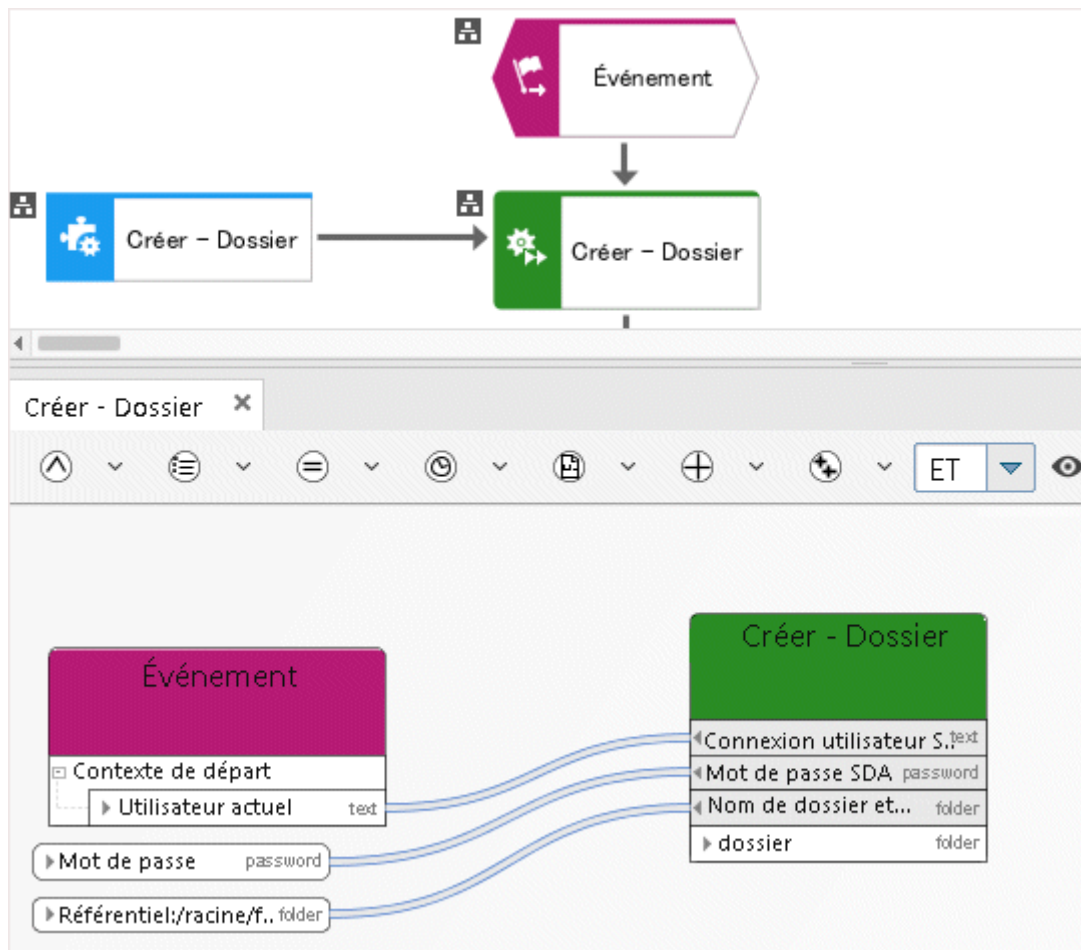 Événement
Créer – Dossier
Créer – Dossier
Créer - Dossier
ET
Événement
Contexte de départ
Utilisateur actuel text
Mot de passe password
Référentiel:/racine/f.. folder
Créer - Dossier
Connexion utilisateur S.. text
Mot de passe SDA password
Nom de dossier et... folder
dossier folder